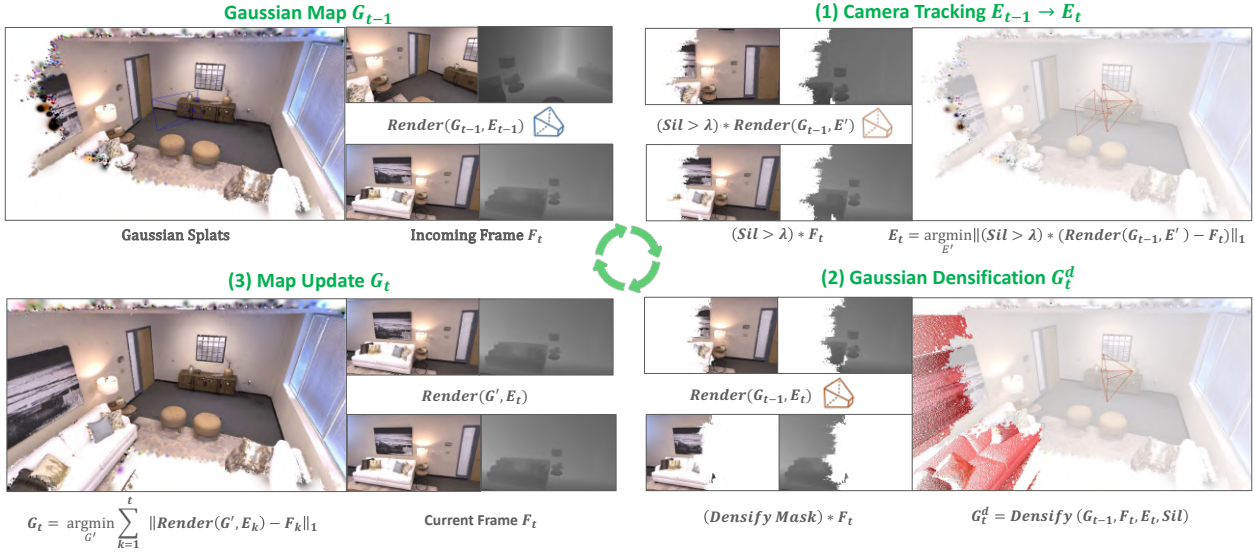 Gaussian Map G_{t-1}
Render(G_{t-1}, E_{t-1})
Gaussian Splats
Incoming Frame F_t
(1) Camera Tracking E_{t-1} → E_t
(Sil > λ) * Render(G_{t-1}, E')
(Sil > λ) * F_t
E_t = argmin_{E'} ‖(Sil > λ) * (Render(G_{t-1}, E') − F_t)‖_1
(3) Map Update G_t
Render(G', E_t)
G_t = argmin_{G'} ∑_{k=1}^{t} ‖Render(G', E_k) − F_k‖_1
Current Frame F_t
(2) Gaussian Densification G_t^d
Render(G_{t-1}, E_t)
(Densify Mask) * F_t
G_t^d = Densify (G_{t-1}, F_t, E_t, Sil)